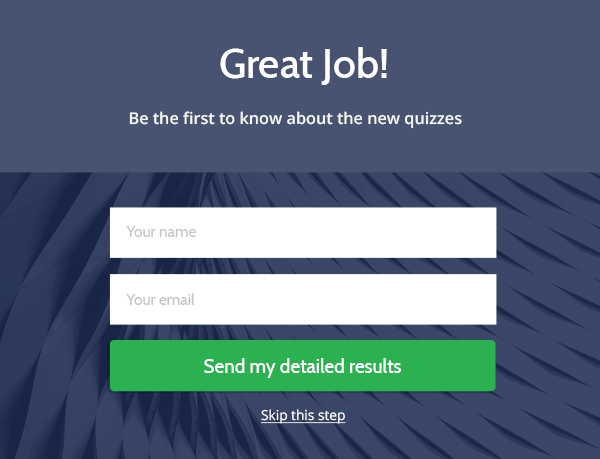 Great Job!
Be the first to know about the new quizzes
Your name
Your email
Send my detailed results
Skip this step